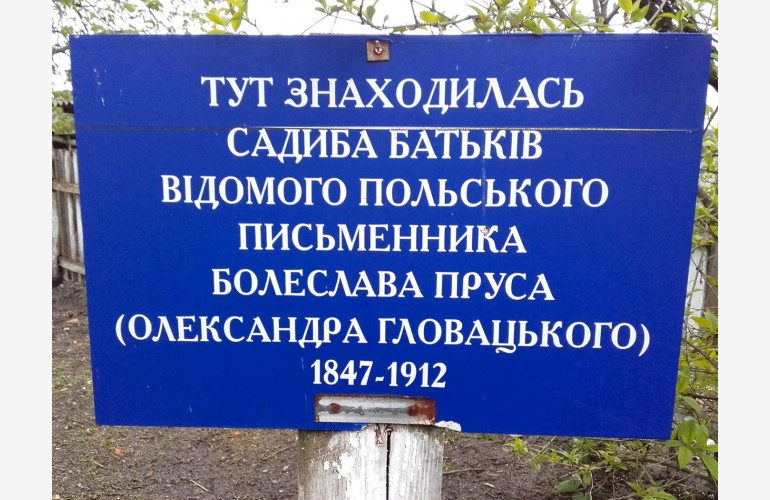 ТУТ ЗНАХОДИЛАСЬ
САДИБА БАТЬКІВ
ВІДОМОГО ПОЛЬСЬКОГО
ПИСЬМЕННИКА
БОЛЕСЛАВА ПРУСА
(ОЛЕКСАНДРА ГЛОВАЦЬКОГО)
1847-1912